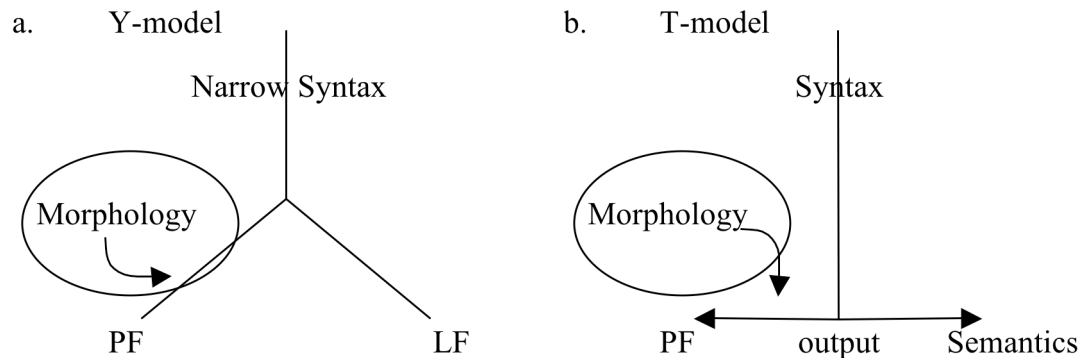 a. Y-model
Narrow Syntax
Morphology
PF LF
b. T-model
Syntax
Morphology
PF output Semantics